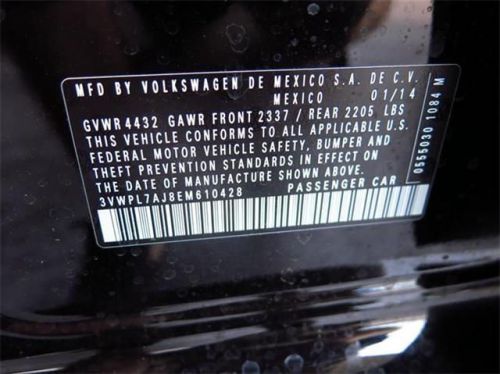 MFD BY VOLKSWAGEN DE MEXICO S.A. DE C.V.
MEXICO 01/14
GVWR 4432 GAWR FRONT 2337 / REAR 2205 LBS
THIS VEHICLE CONFORMS TO ALL APPLICABLE U.S.
FEDERAL MOTOR VEHICLE SAFETY, BUMPER AND
THEFT PREVENTION STANDARDS IN EFFECT ON
THE DATE OF MANUFACTURE SHOWN ABOVE.
3VWPL7AJ8EM610428 PASSENGER CAR
0555030 1084 M